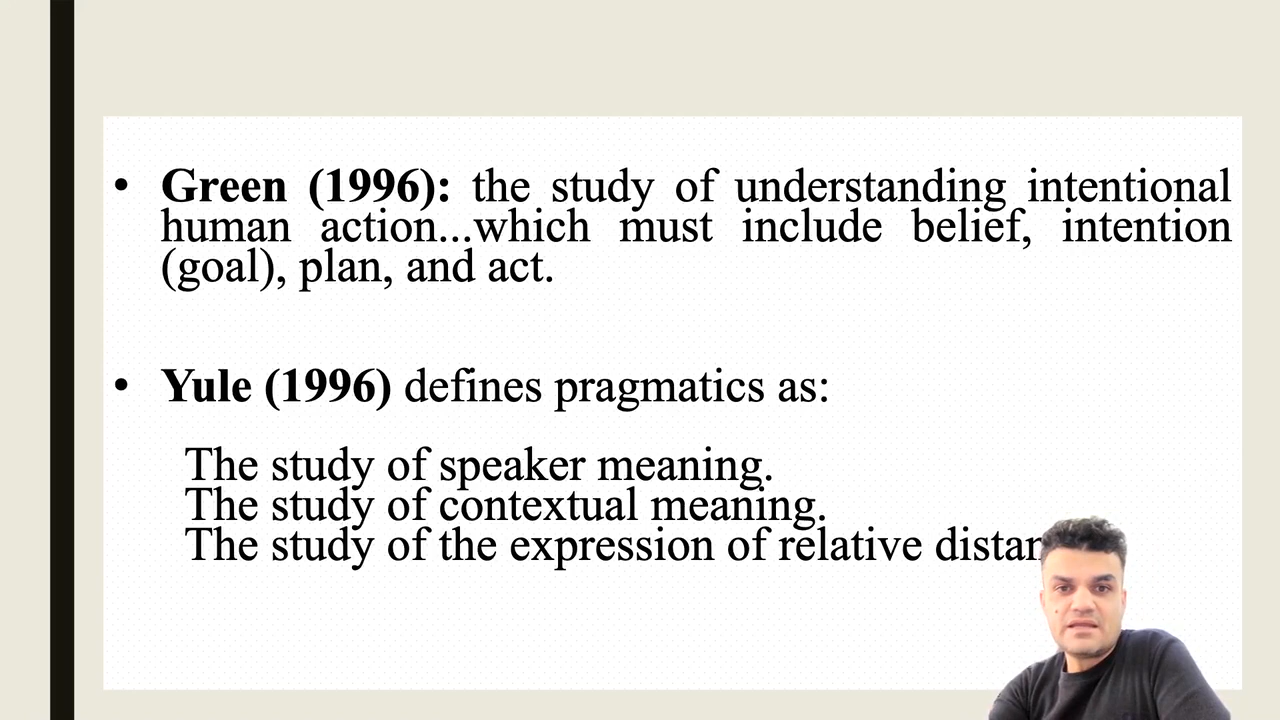 • Green (1996): the study of understanding intentional
human action...which must include belief, intention
(goal), plan, and act.
• Yule (1996) defines pragmatics as:
The study of speaker meaning.
The study of contextual meaning.
The study of the expression of relative